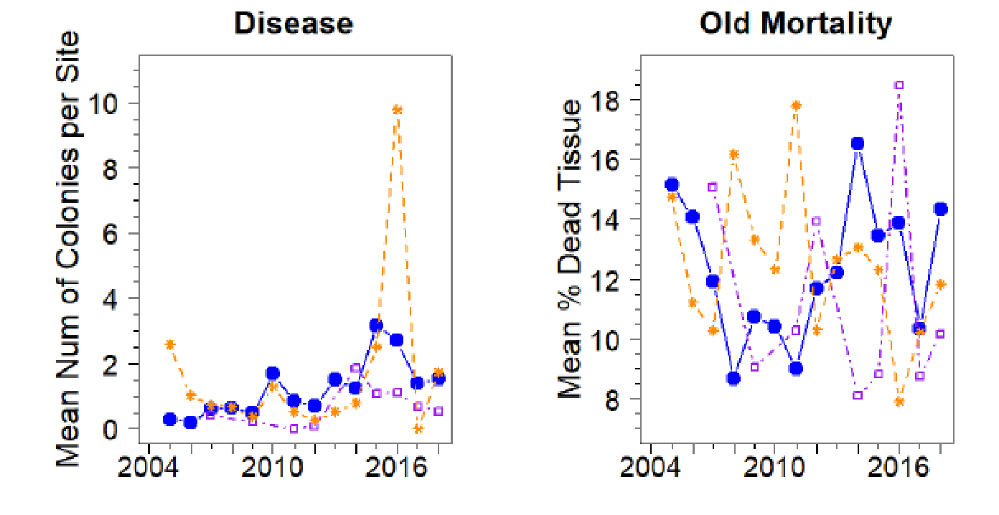 Disease
Mean Num of Colonies per Site
10
8
6
4
2
0
2004 2010 2016
Old Mortality
Mean % Dead Tissue
18
16
14
12
10
8
2004 2010 2016